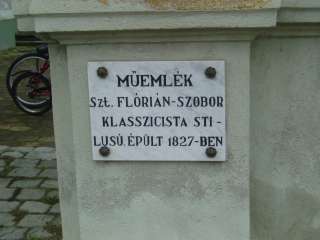 MŰEMLÉK
Szt. FLÓRIÁN-SZOBOR
KLASSZICISTA STI-
LUSÚ, ÉPÜLT 1827-BEN